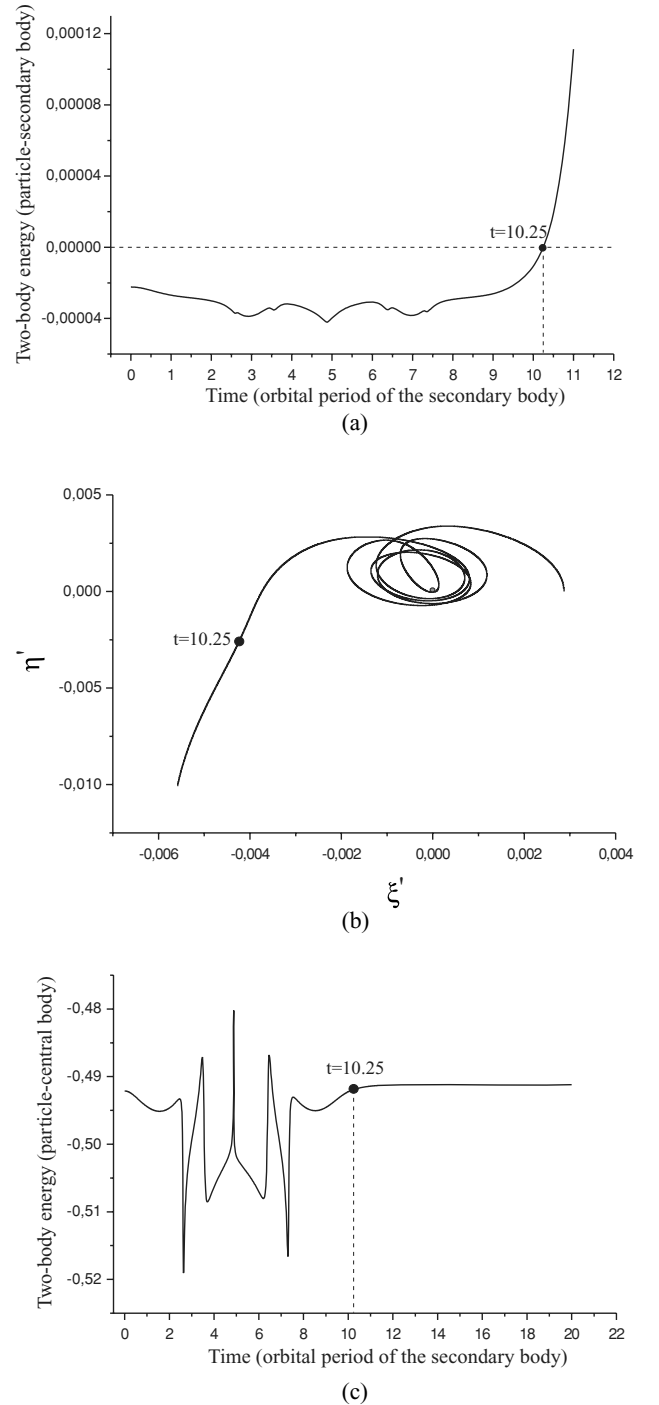 0,00012
0,00008
0,00004
0,00000
-0,00004
Two-body energy (particle-secondary body)
t=10.25
0 1 2 3 4 5 6 7 8 9 10 11 12
Time (orbital period of the secondary body)
(a)
0,005
0,000
-0,005
-0,010
η'
t=10.25
-0,006 -0,004 -0,002 0,000 0,002 0,004
ξ'
(b)
-0,48
-0,49
-0,50
-0,51
-0,52
Two-body energy (particle-central body)
t=10.25
0 2 4 6 8 10 12 14 16 18 20 22
Time (orbital period of the secondary body)
(c)